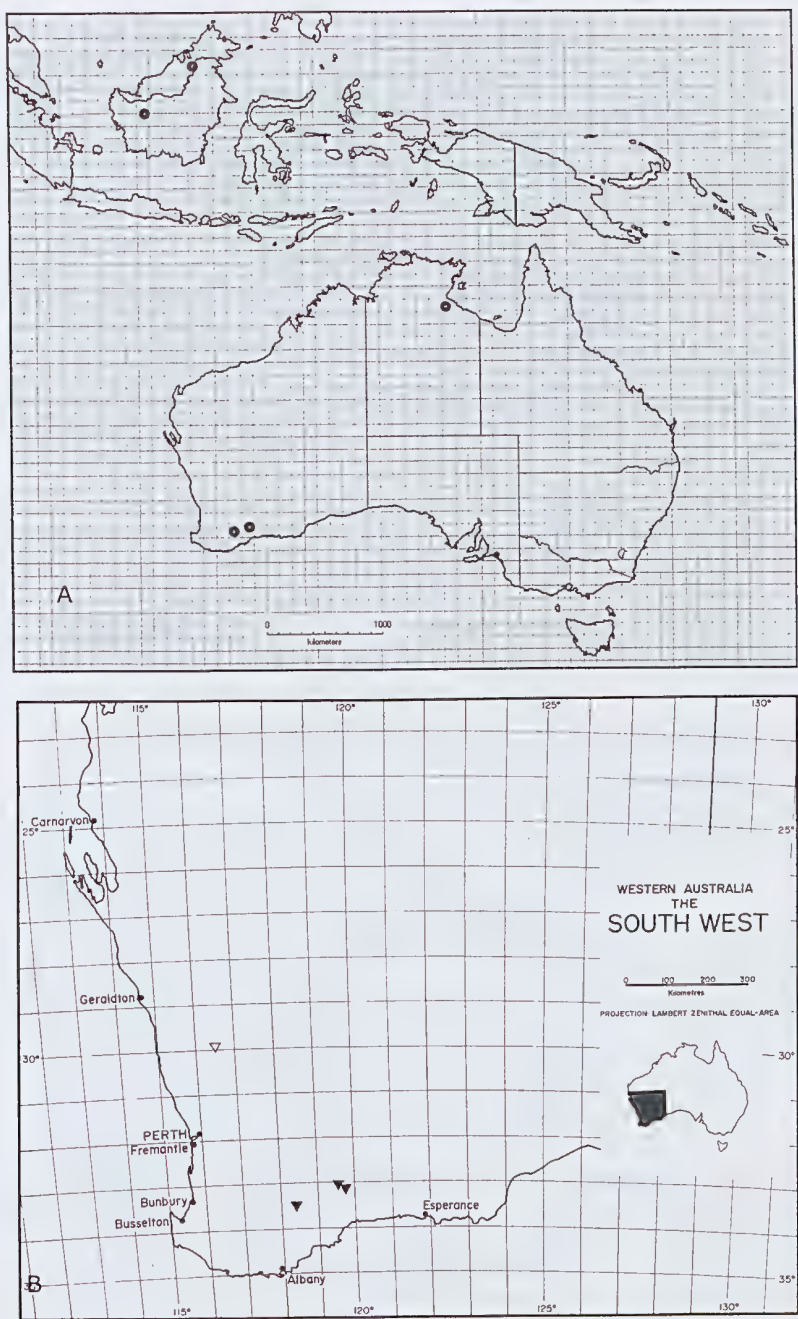 A
0 1000
kilometers
115° 120° 125° 130°
Carnarvon
25° 25°
WESTERN AUSTRALIA
THE
SOUTH WEST
0 100 200 300
Kilometres
PROJECTION LAMBERT ZENITHAL EQUAL-AREA
Geraldton
30° 30°
PERTH
Fremantle
Bunbury
Busselton
Esperance
Albany
B
35° 35°
115° 120° 125° 130°